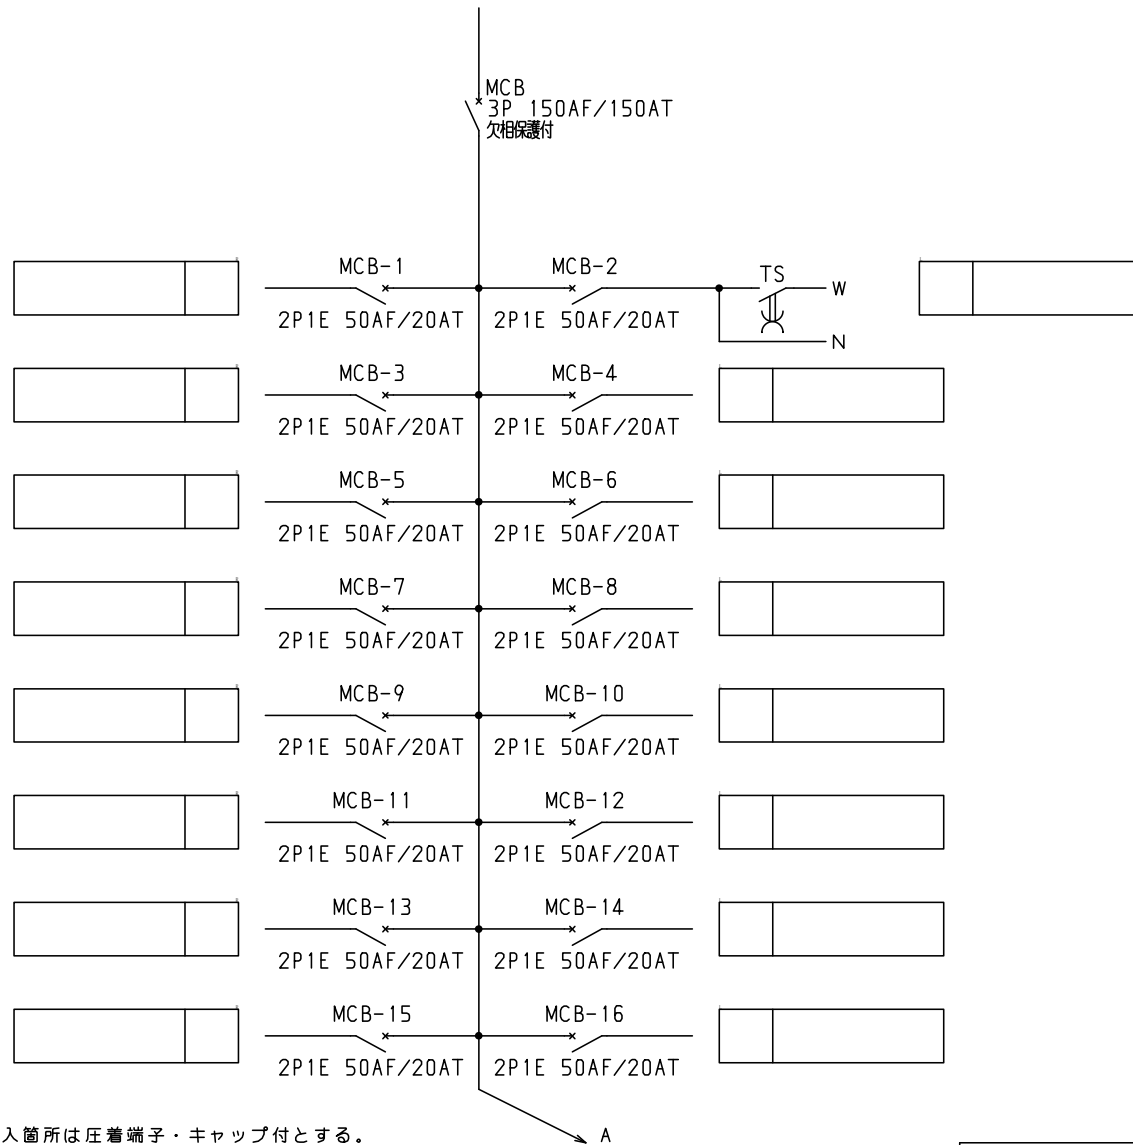 MCB
3P 150AF/150AT
欠相保護付
MCB-1
MCB-2
TS
W
2P1E 50AF/20AT
2P1E 50AF/20AT
N
MCB-3
MCB-4
2P1E 50AF/20AT
2P1E 50AF/20AT
MCB-5
MCB-6
2P1E 50AF/20AT
2P1E 50AF/20AT
MCB-7
MCB-8
2P1E 50AF/20AT
2P1E 50AF/20AT
MCB-9
MCB-10
2P1E 50AF/20AT
2P1E 50AF/20AT
MCB-11
MCB-12
2P1E 50AF/20AT
2P1E 50AF/20AT
MCB-13
MCB-14
2P1E 50AF/20AT
2P1E 50AF/20AT
MCB-15
MCB-16
2P1E 50AF/20AT
2P1E 50AF/20AT
入箇所は圧着端子・キャップ付とする。
A